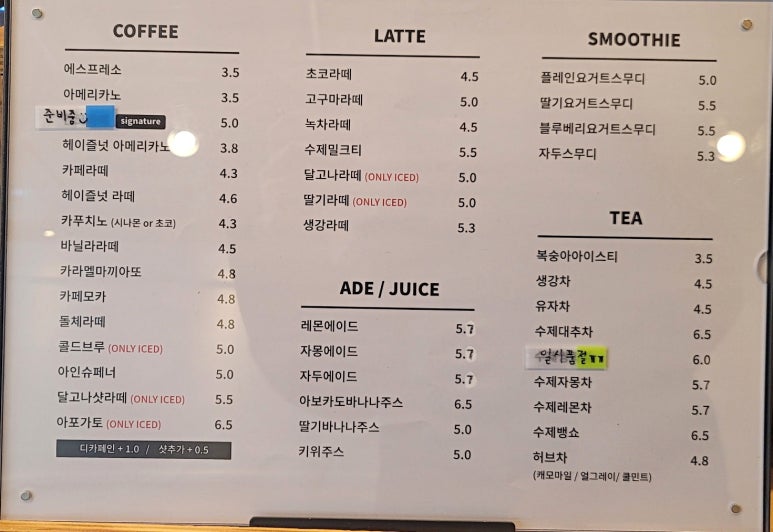 COFFEE
에스프레소 3.5
아메리카노 3.5
준비중 signature 5.0
헤이즐넛 아메리카노 3.8
카페라떼 4.3
헤이즐넛 라떼 4.6
카푸치노 (시나몬 or 초코) 4.3
바닐라라떼 4.5
카라멜마끼아또 4.8
카페모카 4.8
돌체라떼 4.8
콜드브루 (ONLY ICED) 5.0
아인슈페너 5.0
달고나샷라떼 (ONLY ICED) 5.5
아포가토 (ONLY ICED) 6.5
디카페인 + 1.0 / 샷추가 + 0.5
LATTE
초코라떼 4.5
고구마라떼 5.0
녹차라떼 4.5
수제밀크티 5.5
달고나라떼 (ONLY ICED) 5.0
딸기라떼 (ONLY ICED) 5.0
생강라떼 5.3
ADE / JUICE
레몬에이드 5.7
자몽에이드 5.7
자두에이드 5.7
아보카도바나나주스 6.5
딸기바나나주스 5.0
키위주스 5.0
SMOOTHIE
플레인요거트스무디 5.0
딸기요거트스무디 5.5
블루베리요거트스무디 5.5
자두스무디 5.3
TEA
복숭아아이스티 3.5
생강차 4.5
유자차 4.5
수제대추차 6.5
일시품절ㅠㅠ 6.0
수제자몽차 5.7
수제레몬차 5.7
수제뱅쇼 6.5
허브차 4.8
(캐모마일 / 얼그레이/ 쿨민트)